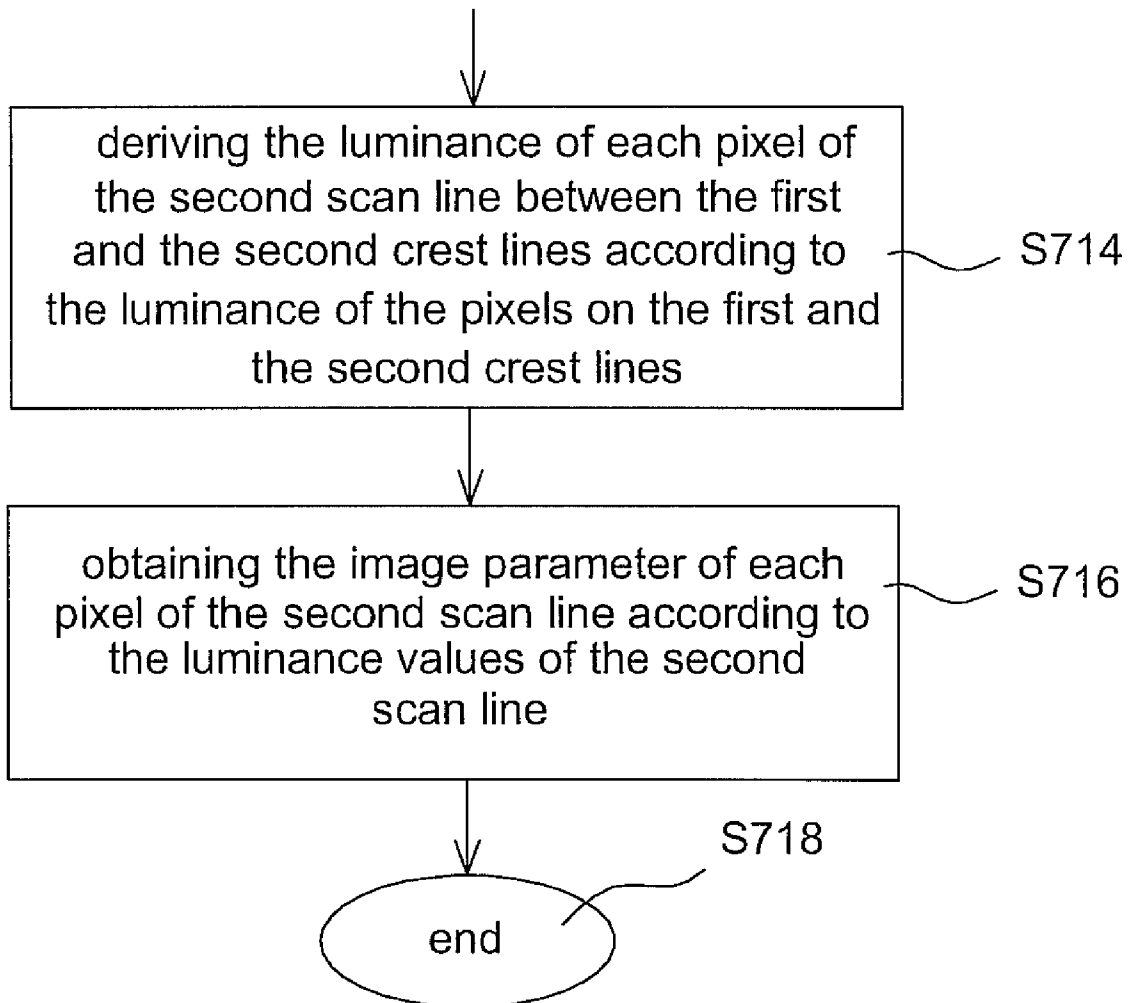 deriving the luminance of each pixel of
the second scan line between the first
and the second crest lines according to
the luminance of the pixels on the first and
the second crest lines
S714
obtaining the image parameter of each
pixel of the second scan line according to
the luminance values of the second
scan line
S716
S718
end